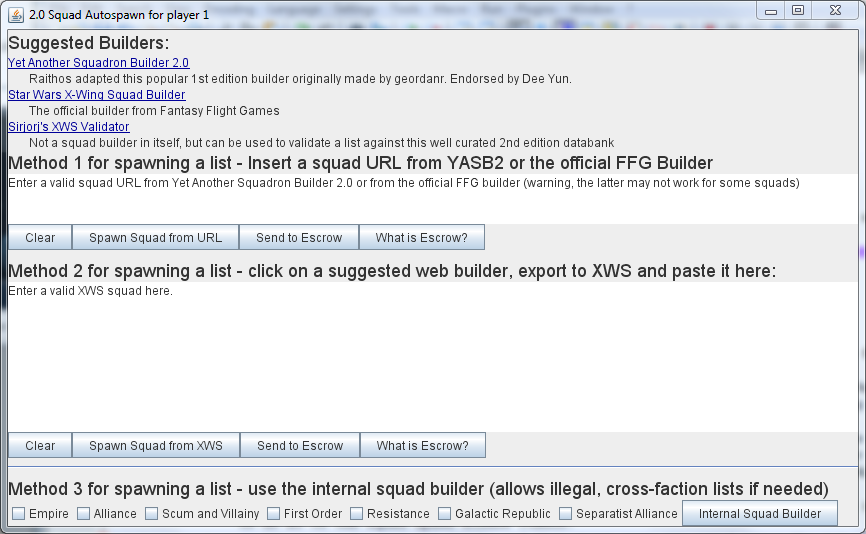 2.0 Squad Autospawn for player 1
Suggested Builders:
Yet Another Squadron Builder 2.0
Raithos adapted this popular 1st edition builder originally made by geordanr. Endorsed by Dee Yun.
Star Wars X-Wing Squad Builder
The official builder from Fantasy Flight Games
Sirjorj's XWS Validator
Not a squad builder in itself, but can be used to validate a list against this well curated 2nd edition databank
Method 1 for spawning a list - Insert a squad URL from YASB2 or the official FFG Builder
Enter a valid squad URL from Yet Another Squadron Builder 2.0 or from the official FFG builder (warning, the latter may not work for some squads)
Clear Spawn Squad from URL Send to Escrow What is Escrow?
Method 2 for spawning a list - click on a suggested web builder, export to XWS and paste it here:
Enter a valid XWS squad here.
Clear Spawn Squad from XWS Send to Escrow What is Escrow?
Method 3 for spawning a list - use the internal squad builder (allows illegal, cross-faction lists if needed)
Empire Alliance Scum and Villainy First Order Resistance Galactic Republic Separatist Alliance Internal Squad Builder